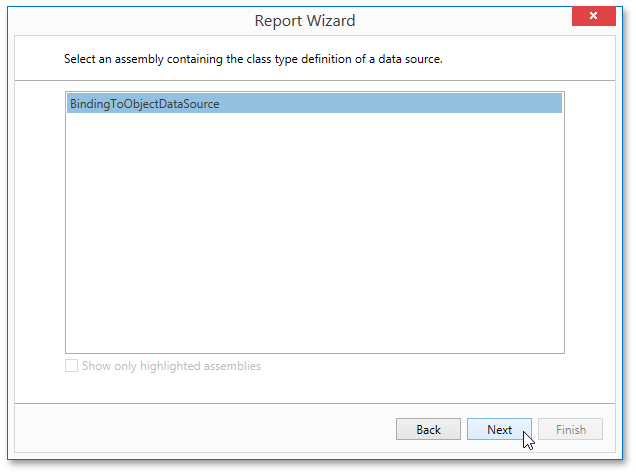 Report Wizard
Select an assembly containing the class type definition of a data source.
BindingToObjectDataSource
Show only highlighted assemblies
Back Next Finish